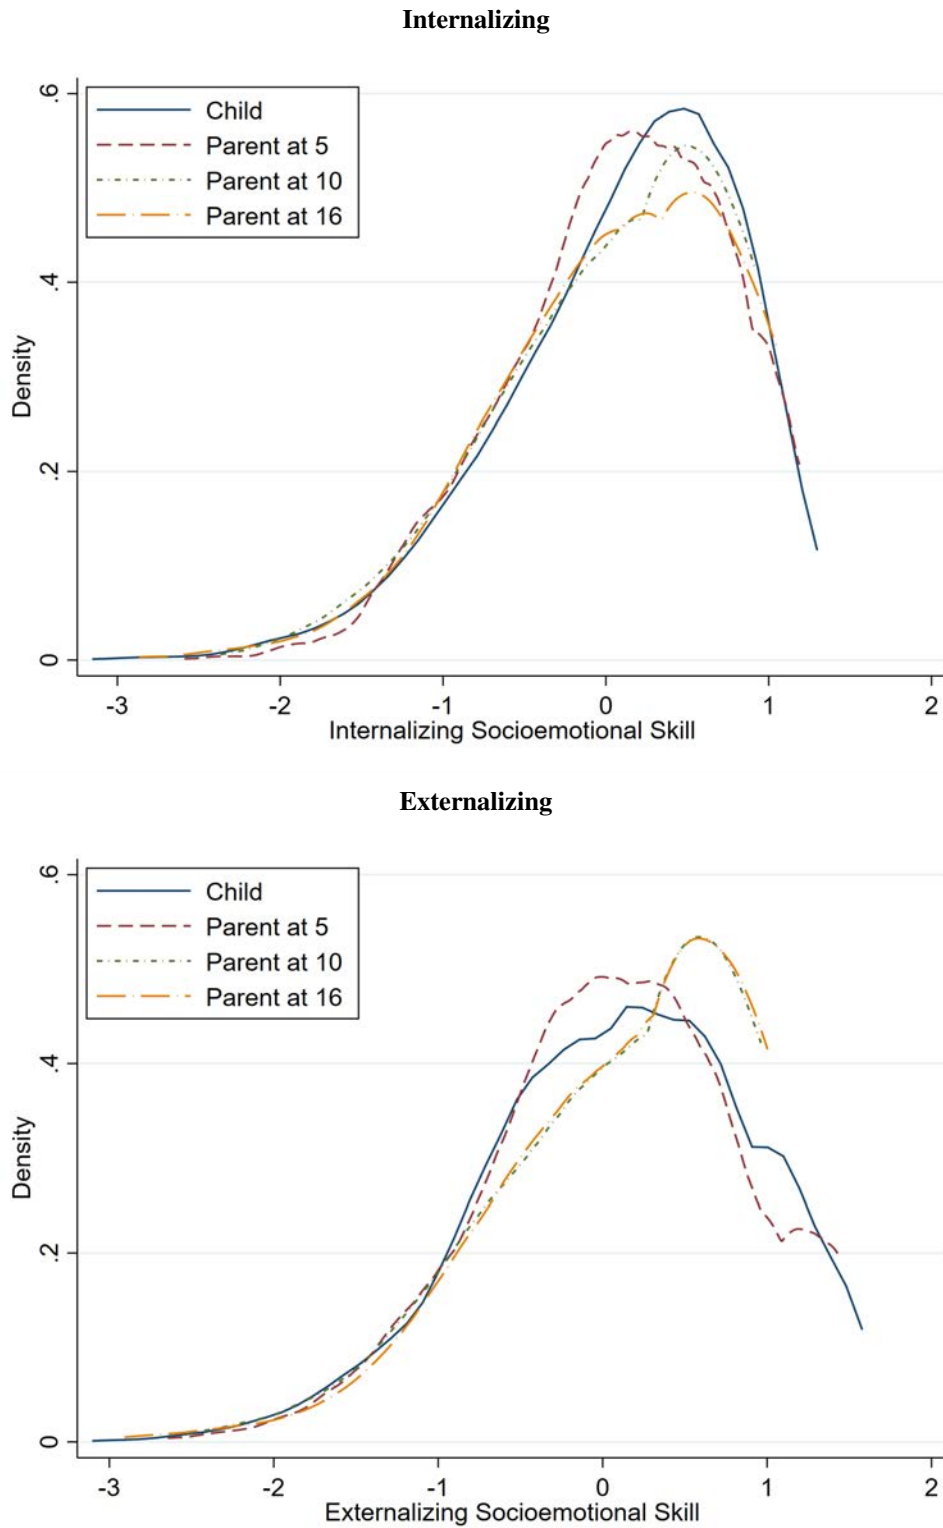 Internalizing
.6
Child
Parent at 5
Parent at 10
Parent at 16
.4
Density
.2
0
-3 -2 -1 0 1 2
Internalizing Socioemotional Skill
Externalizing
.6
Child
Parent at 5
Parent at 10
Parent at 16
.4
Density
.2
0
-3 -2 -1 0 1 2
Externalizing Socioemotional Skill